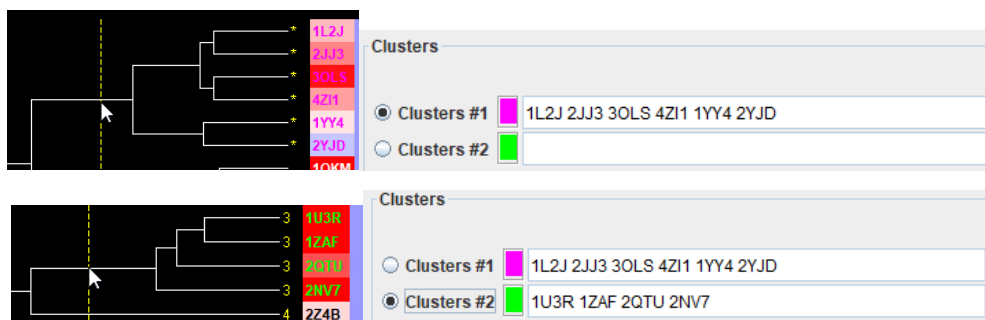 * 1L2J
* 2JJ3
* 3OLS
* 4ZI1
* 1YY4
* 2YJD
1QKM
Clusters
Clusters #1 1L2J 2JJ3 3OLS 4ZI1 1YY4 2YJD
Clusters #2
3 1U3R
3 1ZAF
3 2QTU
3 2NV7
4 2Z4B
Clusters
Clusters #1 1L2J 2JJ3 3OLS 4ZI1 1YY4 2YJD
Clusters #2 1U3R 1ZAF 2QTU 2NV7